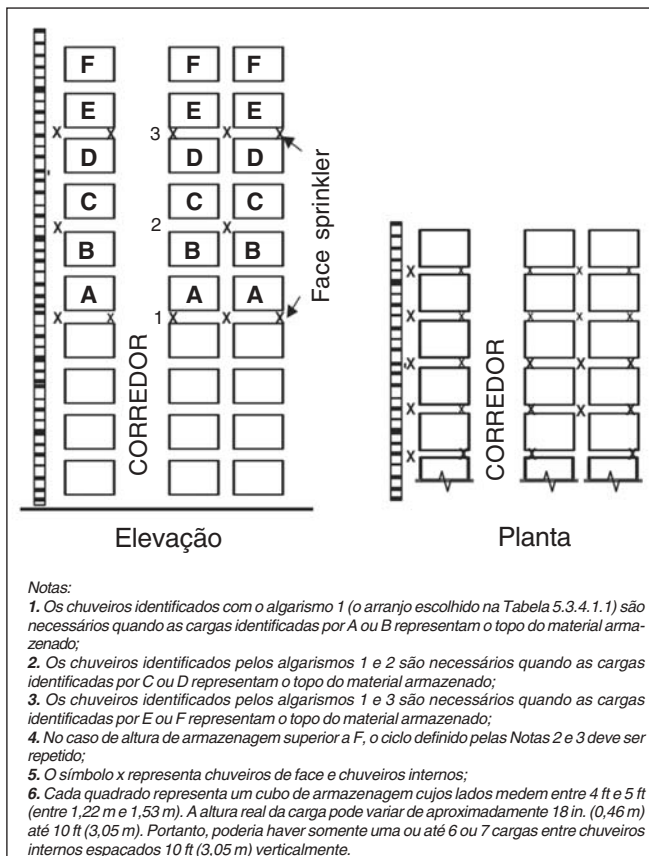 F F F
E E E
3
D D D
C C C
2
B B B
A A A
1
Face sprinkler
CORREDOR
CORREDOR
Elevação
Planta
Notas:
1. Os chuveiros identificados com o algarismo 1 (o arranjo escolhido na Tabela 5.3.4.1.1) são
necessários quando as cargas identificadas por A ou B representam o topo do material arma-
zenado;
2. Os chuveiros identificados pelos algarismos 1 e 2 são necessários quando as cargas
identificadas por C ou D representam o topo do material armazenado;
3. Os chuveiros identificados pelos algarismos 1 e 3 são necessários quando as cargas
identificadas por E ou F representam o topo do material armazenado;
4. No caso de altura de armazenagem superior a F, o ciclo definido pelas Notas 2 e 3 deve ser
repetido;
5. O símbolo x representa chuveiros de face e chuveiros internos;
6. Cada quadrado representa um cubo de armazenagem cujos lados medem entre 4 ft e 5 ft
(entre 1,22 m e 1,53 m). A altura real da carga pode variar de aproximadamente 18 in. (0,46 m)
até 10 ft (3,05 m). Portanto, poderia haver somente uma ou até 6 ou 7 cargas entre chuveiros
internos espaçados 10 ft (3,05 m) verticalmente.